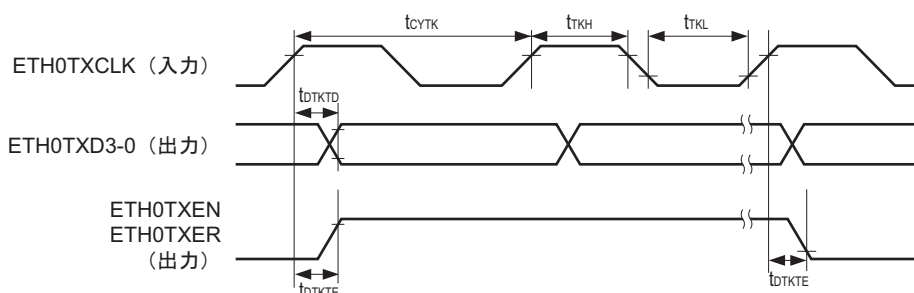 tCYTK
tTKH
tTKL
ETH0TXCLK（入力）
tDTKTD
ETH0TXD3-0（出力）
ETH0TXEN
ETH0TXER
（出力）
tDTKTE
tDTKTE